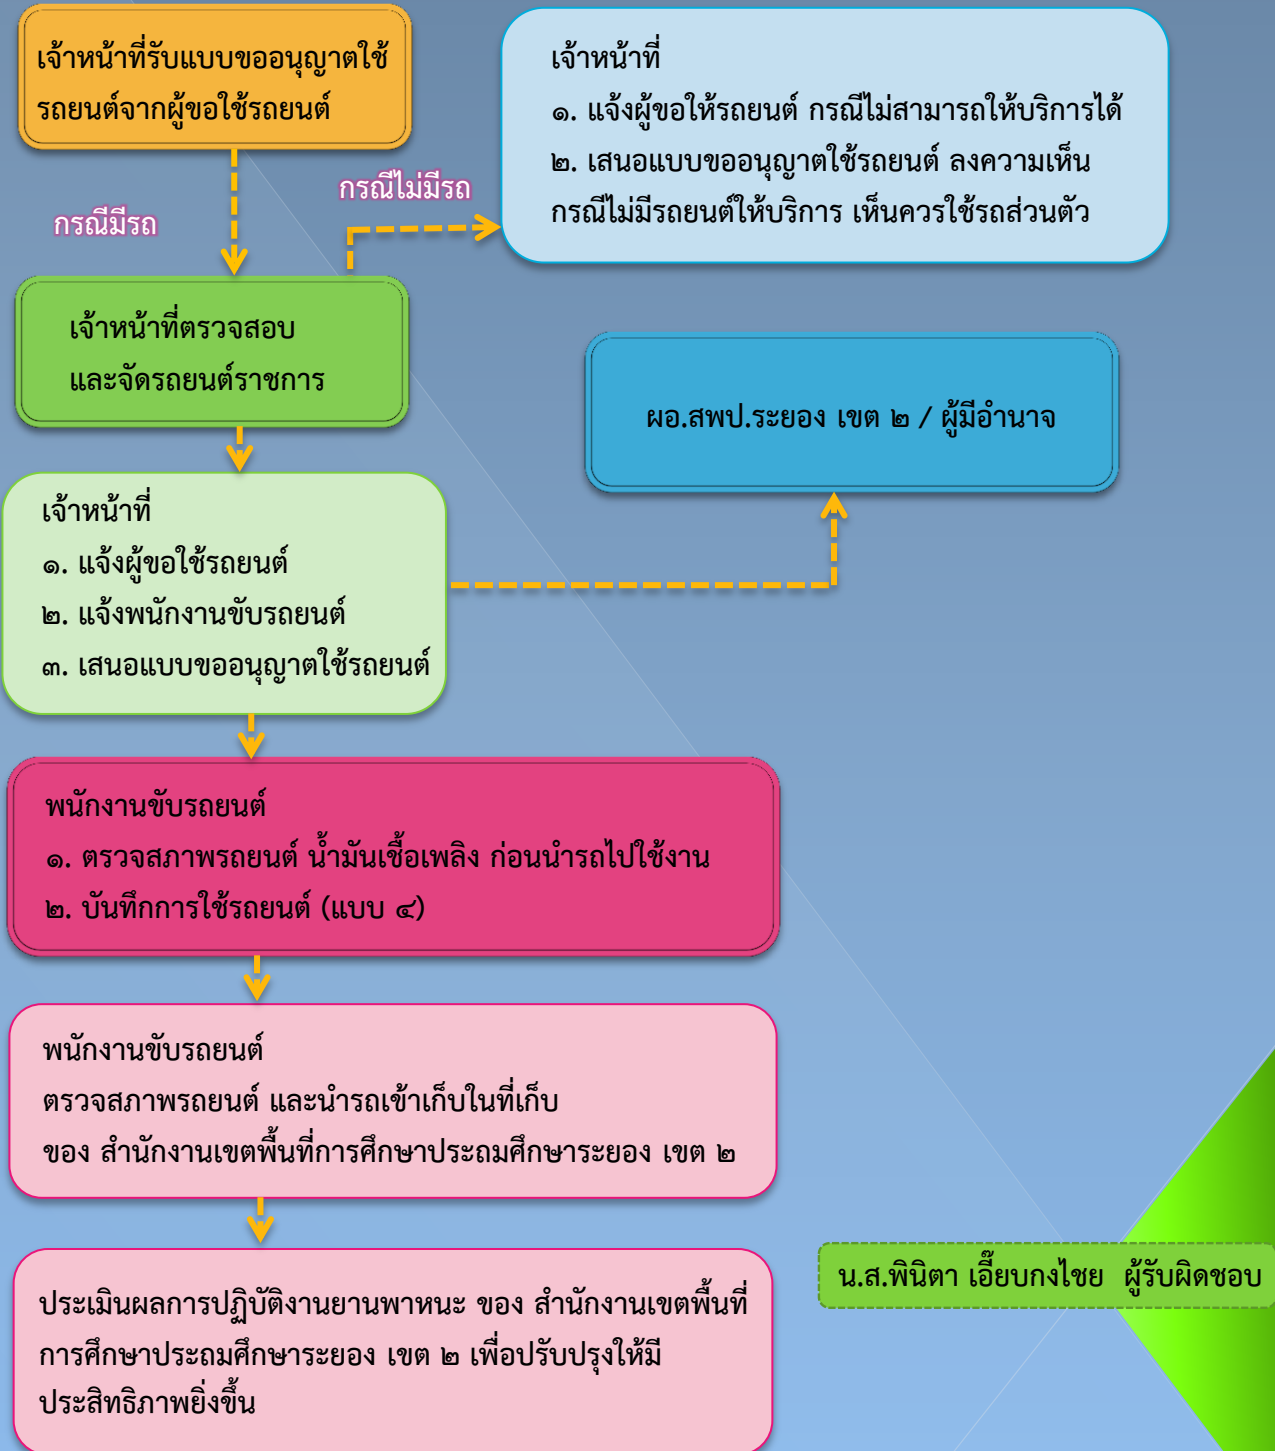 เจ้าหน้าที่รับแบบขออนุญาตใช้
รถยนต์จากผู้ขอใช้รถยนต์
เจ้าหน้าที่
๑. แจ้งผู้ขอให้รถยนต์ กรณีไม่สามารถให้บริการได้
๒. เสนอแบบขออนุญาตใช้รถยนต์ ลงความเห็น
กรณีไม่มีรถยนต์ให้บริการ เห็นควรใช้รถส่วนตัว
กรณีไม่มีรถ
กรณีมีรถ
เจ้าหน้าที่ตรวจสอบ
และจัดรถยนต์ราชการ
ผอ.สพป.ระยอง เขต ๒ / ผู้มีอำนาจ
เจ้าหน้าที่
๑. แจ้งผู้ขอใช้รถยนต์
๒. แจ้งพนักงานขับรถยนต์
๓. เสนอแบบขออนุญาตใช้รถยนต์
พนักงานขับรถยนต์
๑. ตรวจสภาพรถยนต์ น้ำมันเชื้อเพลิง ก่อนนำรถไปใช้งาน
๒. บันทึกการใช้รถยนต์ (แบบ ๔)
พนักงานขับรถยนต์
ตรวจสภาพรถยนต์ และนำรถเข้าเก็บในที่เก็บ
ของ สำนักงานเขตพื้นที่การศึกษาประถมศึกษาระยอง เขต ๒
น.ส.พินิตา เอี๊ยบกงไชย ผู้รับผิดชอบ
ประเมินผลการปฏิบัติงานยานพาหนะ ของ สำนักงานเขตพื้นที่
การศึกษาประถมศึกษาระยอง เขต ๒ เพื่อปรับปรุงให้มี
ประสิทธิภาพยิ่งขึ้น